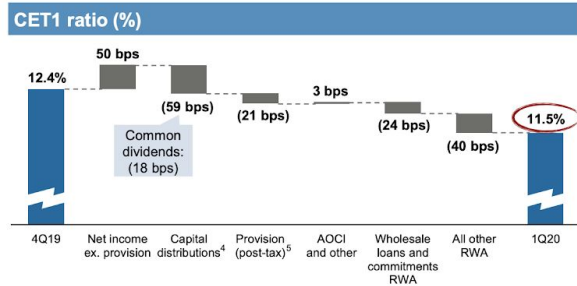 CET1 ratio (%)
50 bps
12.4%
(59 bps)
Common
dividends:
(18 bps)
(21 bps)
3 bps
(24 bps)
(40 bps)
11.5%
4Q19
Net income
ex. provision
Capital
distributions4
Provision
(post-tax)5
AOCI
and other
Wholesale
loans and
commitments
RWA
All other
RWA
1Q20